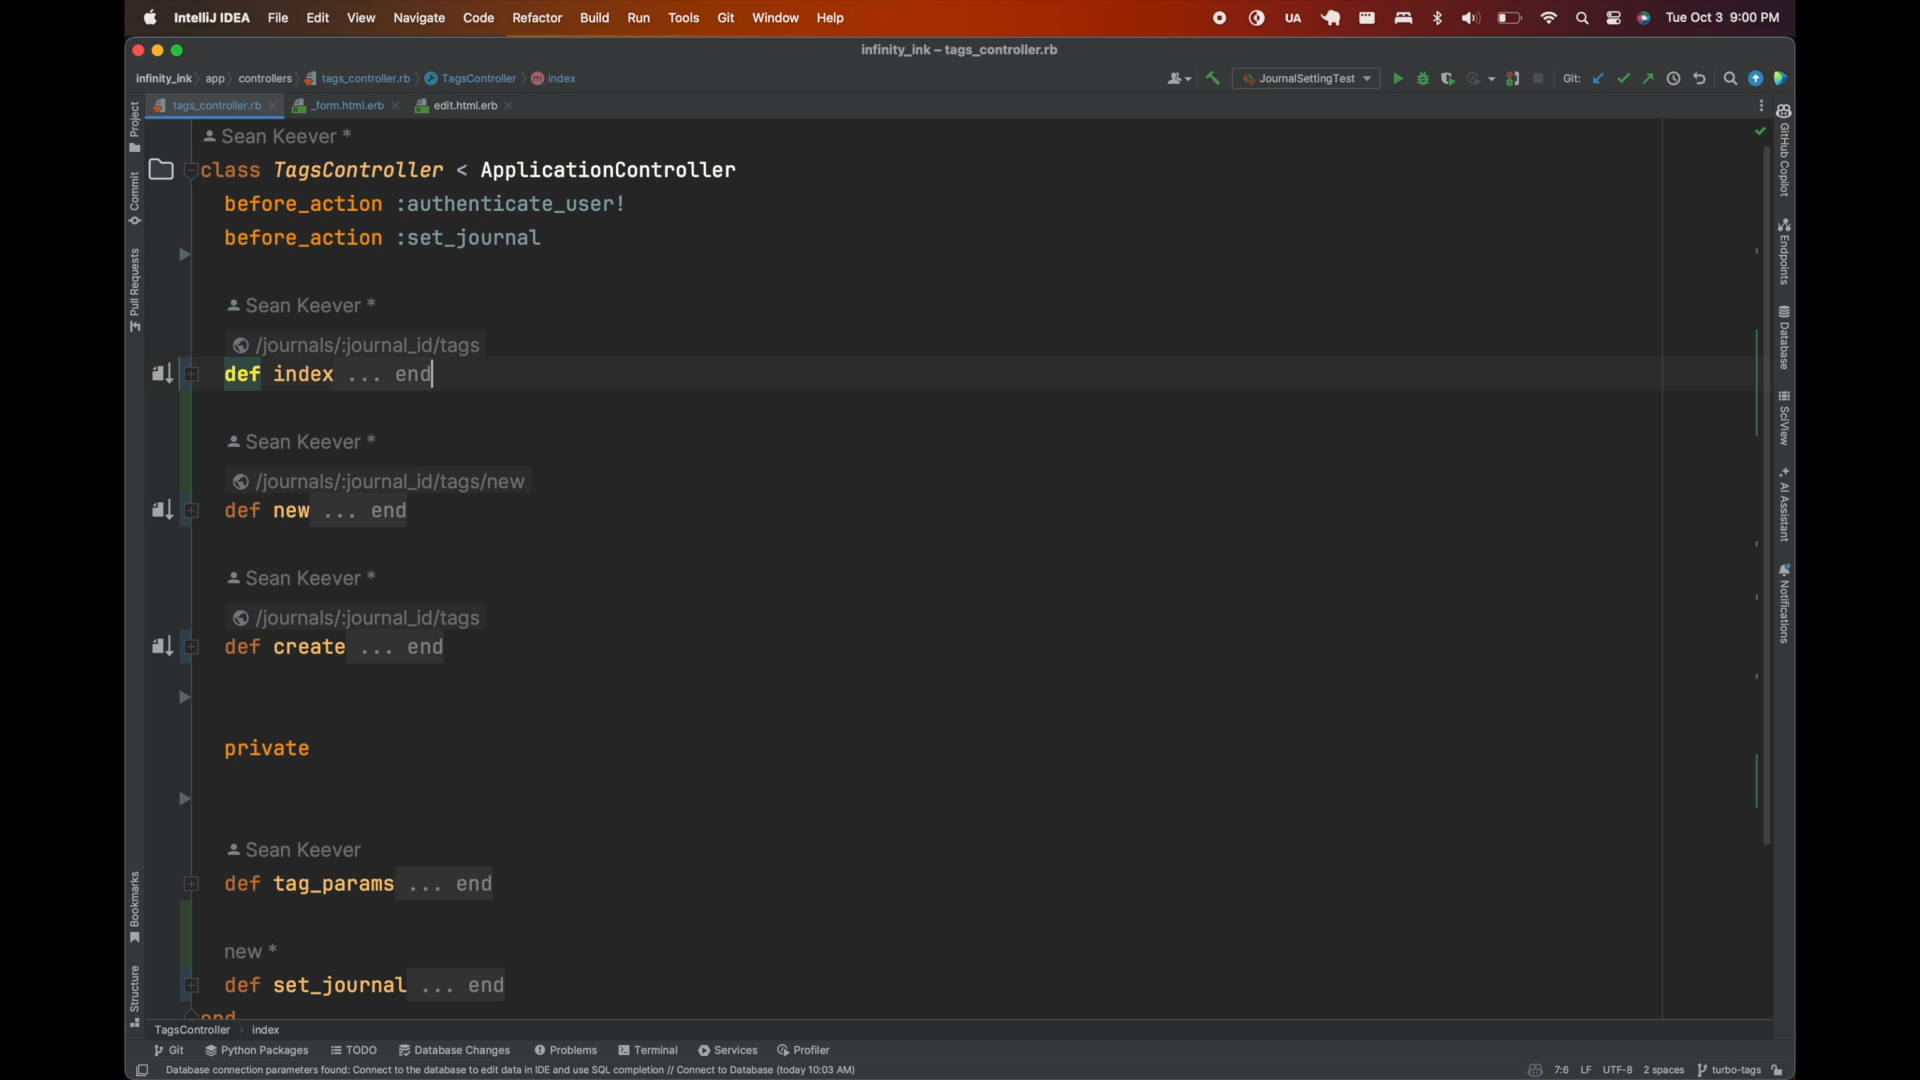 IntelliJ IDEA File Edit View Navigate Code Refactor Build Run Tools Git Window Help UA Tue Oct 3 9:00 PM
infinity_ink – tags_controller.rb
infinity_ink app controllers tags_controller.rb TagsController index JournalSettingTest Git:
tags_controller.rb _form.html.erb edit.html.erb
Project
Commit
Pull Requests
Bookmarks
Structure
Sean Keever *
class TagsController < ApplicationController
before_action :authenticate_user!
before_action :set_journal
Sean Keever *
/journals/:journal_id/tags
def index ... end
Sean Keever *
/journals/:journal_id/tags/new
def new ... end
Sean Keever *
/journals/:journal_id/tags
def create ... end
private
Sean Keever
def tag_params ... end
new *
def set_journal ... end
end
GitHub Copilot
Endpoints
Database
SciView
AI Assistant
Notifications
TagsController index
Git Python Packages TODO Database Changes Problems Terminal Services Profiler
Database connection parameters found: Connect to the database to edit data in IDE and use SQL completion // Connect to Database (today 10:03 AM) 7:6 LF UTF-8 2 spaces turbo-tags